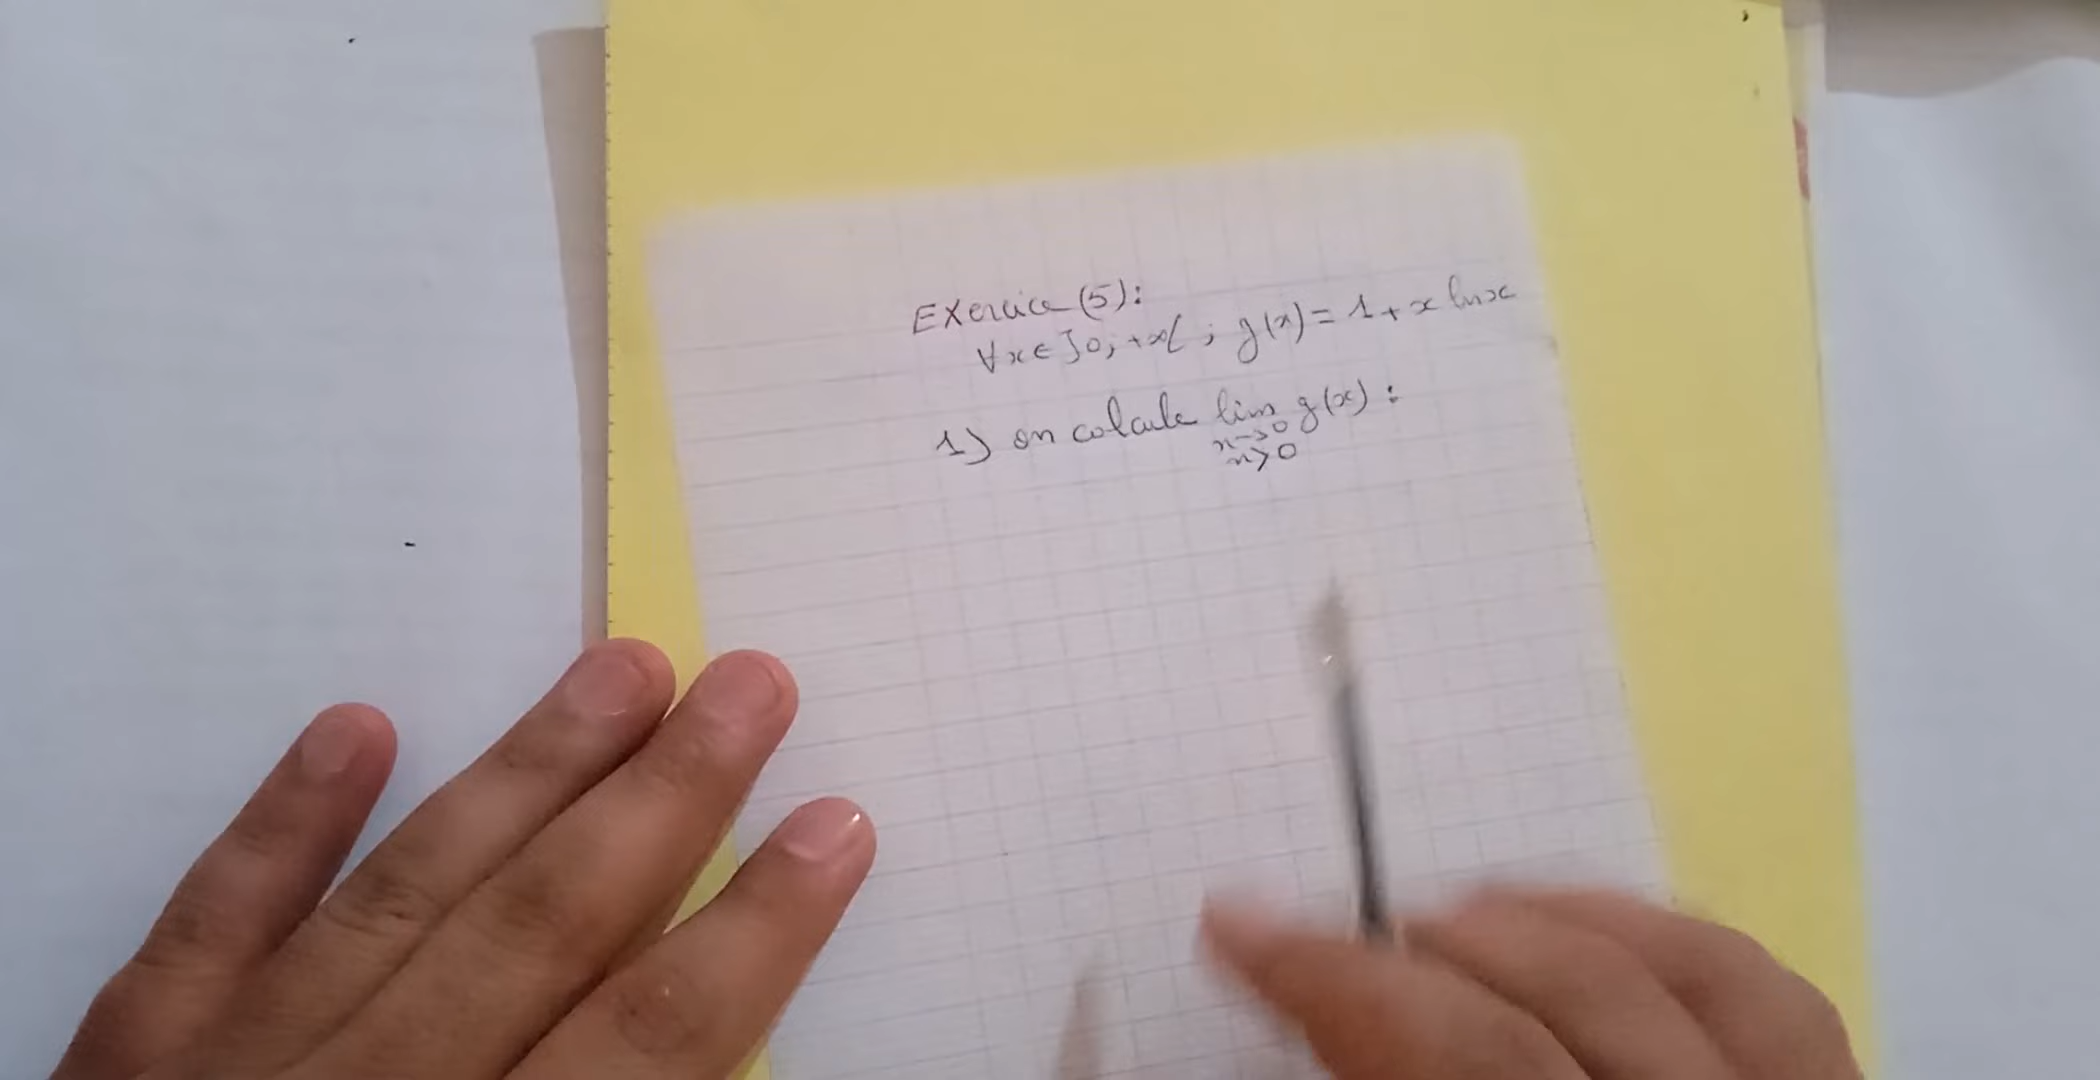 Exercice (5):
∀x∈]0;+∞[ ; g(x) = 1 + x lnx
1) on calcule lim g(x) :
x→0
x>0